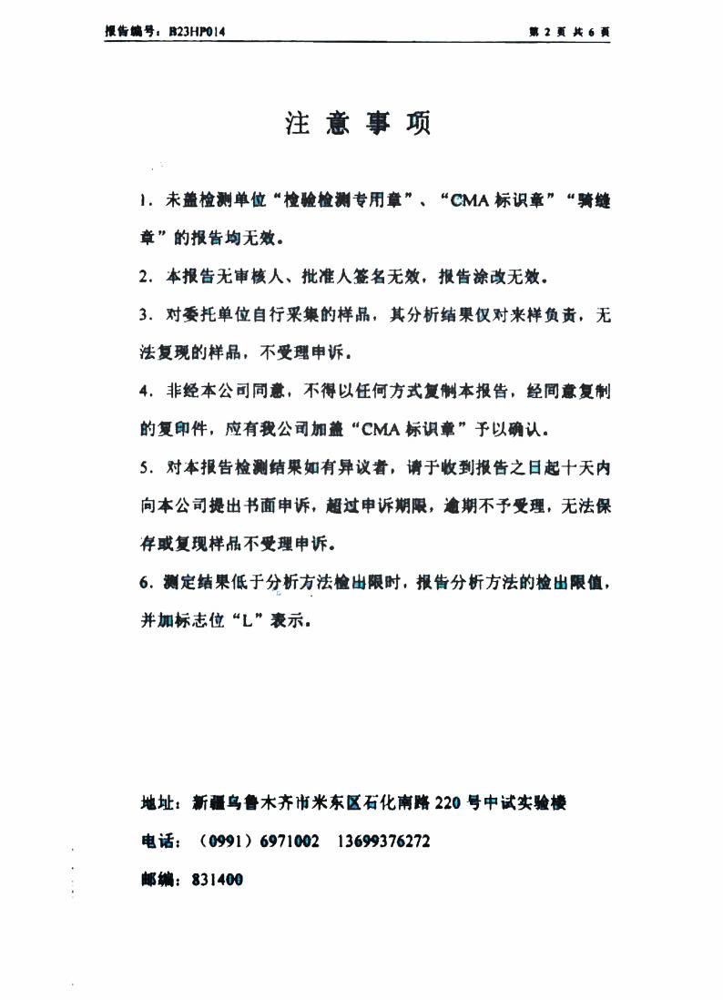 报告编号：B23HP014
第 2 页 共 6 页
注意事项
1．未盖检测单位“检验检测专用章”、“CMA 标识章”“骑缝
章”的报告均无效。
2．本报告无审核人、批准人签名无效，报告涂改无效。
3．对委托单位自行采集的样品，其分析结果仅对来样负责，无
法复现的样品，不受理申诉。
4．非经本公司同意，不得以任何方式复制本报告，经同意复制
的复印件，应有我公司加盖“CMA 标识章”予以确认。
5．对本报告检测结果如有异议者，请于收到报告之日起十天内
向本公司提出书面申诉，超过申诉期限，逾期不予受理，无法保
存或复现样品不受理申诉。
6．测定结果低于分析方法检出限时，报告分析方法的检出限值，
并加标志位“L”表示。
地址：新疆乌鲁木齐市米东区石化南路 220 号中试实验楼
电话：（0991）6971002 13699376272
邮编：831400